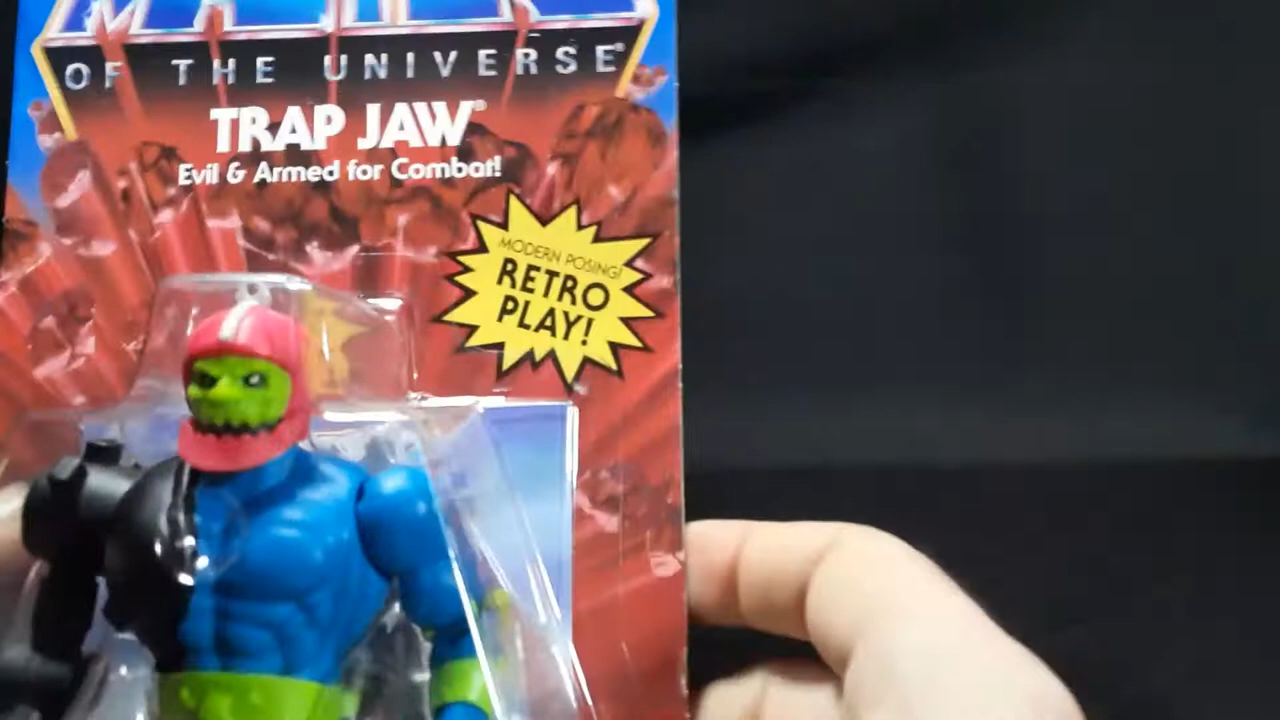 OF THE UNIVERSE®
TRAP JAW®
Evil & Armed for Combat!
MODERN POSING!
RETRO
PLAY!